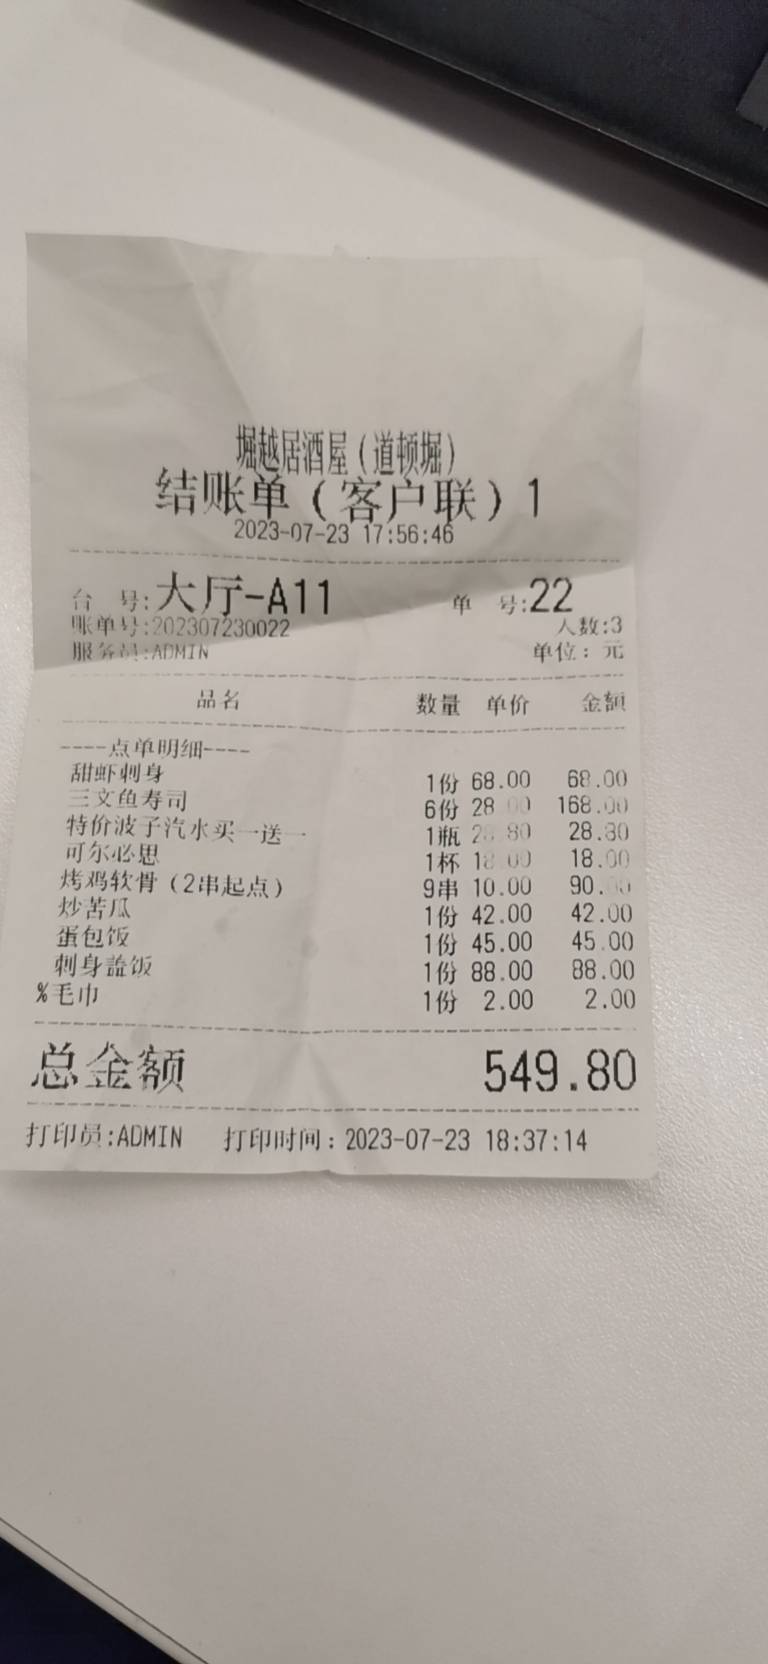 堀越居酒屋（道顿堀）
结账单（客户联）1
2023-07-23 17:56:46
台 号:大厅-A11 单 号:22
账单号:202307230022 人数:3
服务员:ADMIN 单位：元
品名 数量 单价 金额
----点单明细----
甜虾刺身 1份 68.00 68.00
三文鱼寿司 6份 28.00 168.00
特价波子汽水买一送一 1瓶 28.80 28.80
可尔必思 1杯 18.00 18.00
烤鸡软骨（2串起点） 9串 10.00 90.00
炒苦瓜 1份 42.00 42.00
蛋包饭 1份 45.00 45.00
刺身盖饭 1份 88.00 88.00
%毛巾 1份 2.00 2.00
总金额 549.80
打印员:ADMIN 打印时间：2023-07-23 18:37:14